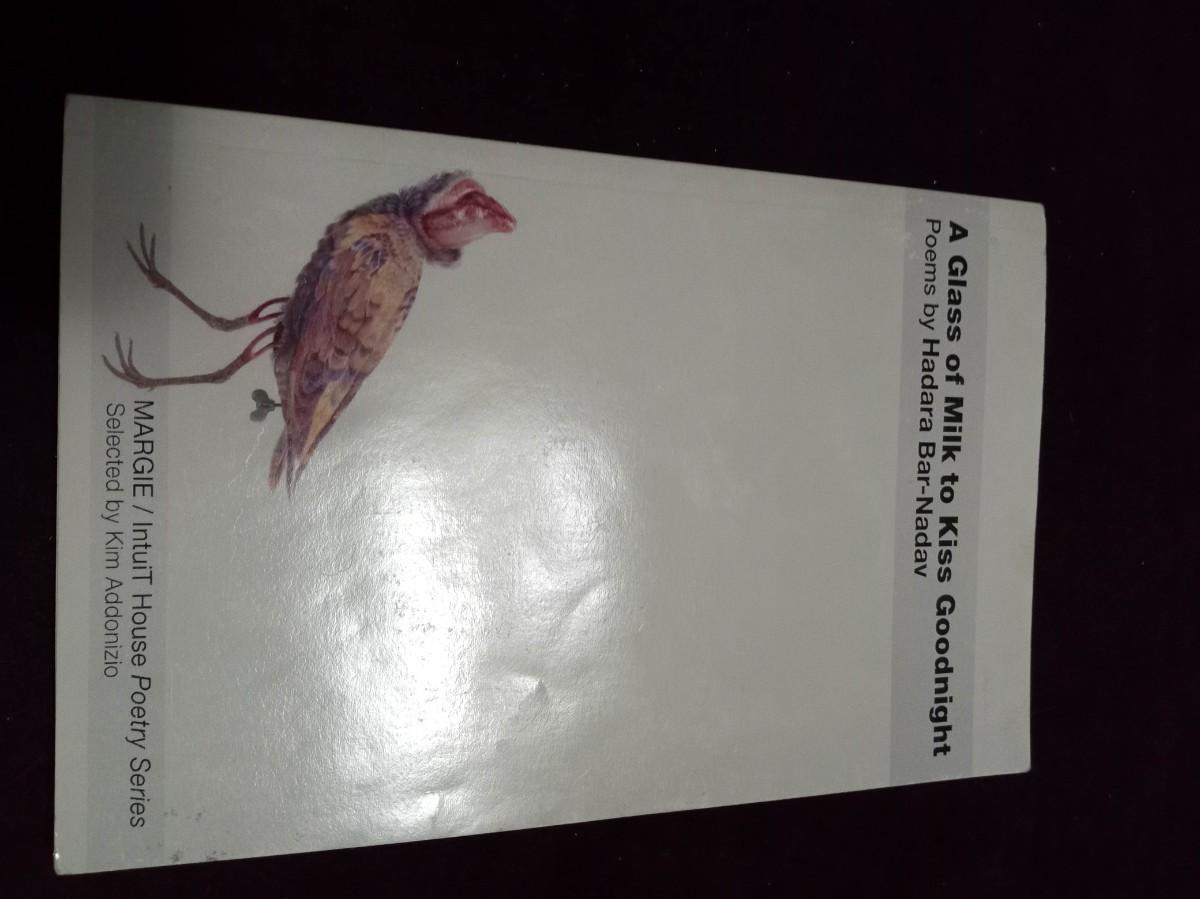 A Glass of Milk to Kiss Goodnight
Poems by Hadara Bar-Nadav
MARGIE / IntuiT House Poetry Series
Selected by Kim Addonizio